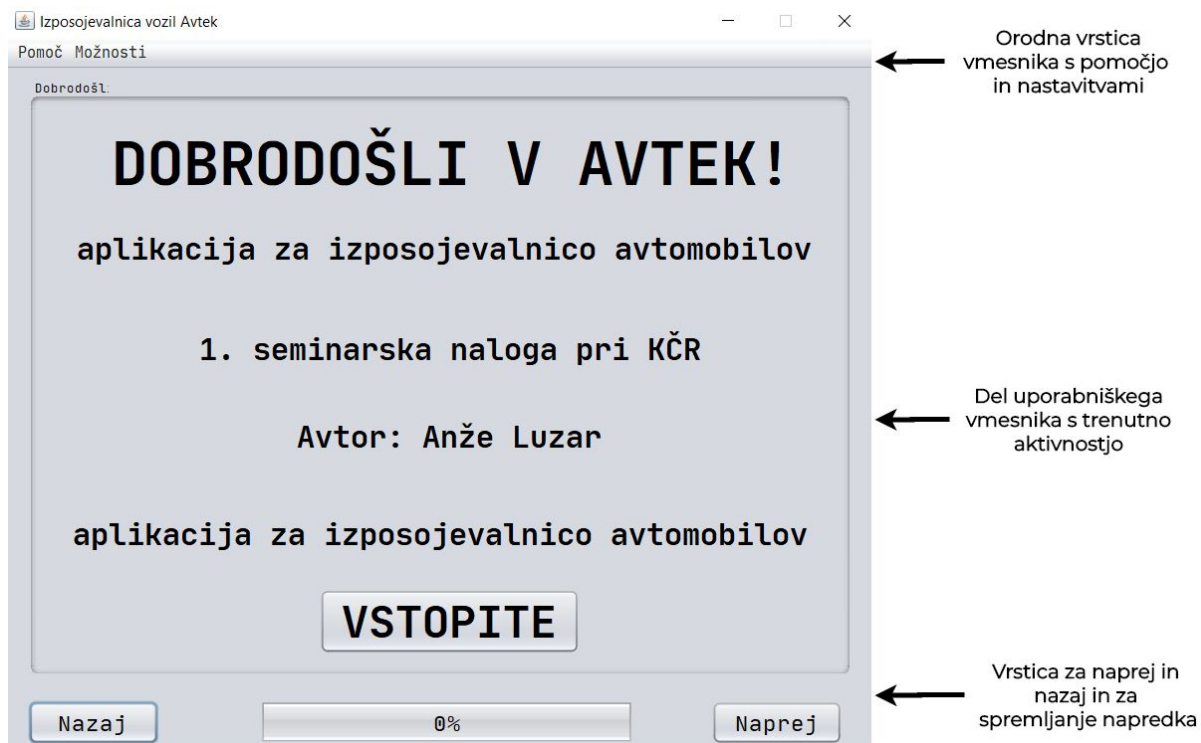 Izposojevalnica vozil Avtek
Pomoč Možnosti
Orodna vrstica
vmesnika s pomočjo
in nastavitvami
Dobrodošl
DOBRODOŠLI V AVTEK!
aplikacija za izposojevalnico avtomobilov
1. seminarska naloga pri KČR
Avtor: Anže Luzar
Del uporabniškega
vmesnika s trenutno
aktivnostjo
aplikacija za izposojevalnico avtomobilov
VSTOPITE
Vrstica za naprej in
nazaj in za
spremljanje napredka
Nazaj
0%
Naprej